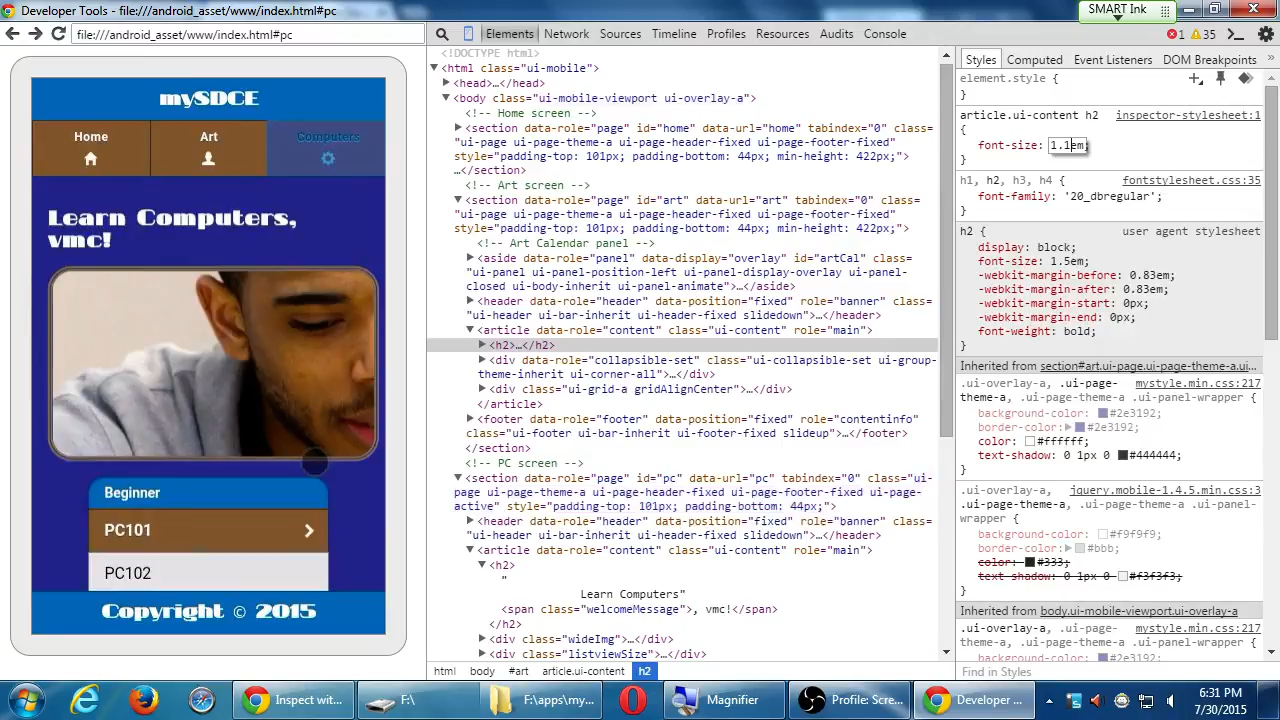 Developer Tools - file:///android_asset/www/index.html#pc
SMART Ink
file:///android_asset/www/index.html#pc
Elements Network Sources Timeline Profiles Resources Audits Console
1 35
mySDCE
Home Art Computers
Learn Computers,
vmc!
Beginner
PC101
PC102
Copyright © 2015
<!DOCTYPE html>
<html class="ui-mobile">
<head>…</head>
<body class="ui-mobile-viewport ui-overlay-a">
<!-- Home screen -->
<section data-role="page" id="home" data-url="home" tabindex="0" class="
ui-page ui-page-theme-a ui-page-header-fixed ui-page-footer-fixed"
style="padding-top: 101px; padding-bottom: 44px; min-height: 422px;">
…</section>
<!-- Art screen -->
<section data-role="page" id="art" data-url="art" tabindex="0" class="
ui-page ui-page-theme-a ui-page-header-fixed ui-page-footer-fixed"
style="padding-top: 101px; padding-bottom: 44px; min-height: 422px;">
<!-- Art Calendar panel -->
<aside data-role="panel" data-display="overlay" id="artCal" class="
ui-panel ui-panel-position-left ui-panel-display-overlay ui-panel-
closed ui-body-inherit ui-panel-animate">…</aside>
<header data-role="header" data-position="fixed" role="banner" class="
ui-header ui-bar-inherit ui-header-fixed slidedown">…</header>
<article data-role="content" class="ui-content" role="main">
<h2>…</h2>
<div data-role="collapsible-set" class="ui-collapsible-set ui-group-
theme-inherit ui-corner-all">…</div>
<div class="ui-grid-a gridAlignCenter">…</div>
</article>
<footer data-role="footer" data-position="fixed" role="contentinfo"
class="ui-footer ui-bar-inherit ui-footer-fixed slideup">…</footer>
</section>
<!-- PC screen -->
<section data-role="page" id="pc" data-url="pc" tabindex="0" class="ui-
page ui-page-theme-a ui-page-header-fixed ui-page-footer-fixed ui-page-
active" style="padding-top: 101px; padding-bottom: 44px;">
<header data-role="header" data-position="fixed" role="banner" class="
ui-header ui-bar-inherit ui-header-fixed slidedown">…</header>
<article data-role="content" class="ui-content" role="main">
<h2>
"
Learn Computers"
<span class="welcomeMessage">, vmc!</span>
</h2>
<div class="wideImg">…</div>
<div class="listviewSize">…</div>
html body #art article.ui-content h2
Styles Computed Event Listeners DOM Breakpoints »
element.style {
}
article.ui-content h2 inspector-stylesheet:1
{
font-size: 1.1em;
}
h1, h2, h3, h4 { fontstylesheet.css:35
font-family: '20_dbregular';
}
h2 { user agent stylesheet
display: block;
font-size: 1.5em;
-webkit-margin-before: 0.83em;
-webkit-margin-after: 0.83em;
-webkit-margin-start: 0px;
-webkit-margin-end: 0px;
font-weight: bold;
}
Inherited from section#art.ui-page.ui-page-theme-a.ui…
.ui-overlay-a, .ui-page- mystyle.min.css:217
theme-a, .ui-page-theme-a .ui-panel-wrapper {
background-color: #2e3192;
border-color: #2e3192;
color: #ffffff;
text-shadow: 0 1px 0 #444444;
}
.ui-overlay-a, jquery.mobile-1.4.5.min.css:3
.ui-page-theme-a, .ui-page-theme-a .ui-panel-
wrapper {
background-color: #f9f9f9;
border-color: #bbb;
color: #333;
text-shadow: 0 1px 0 #f3f3f3;
}
Inherited from body.ui-mobile-viewport.ui-overlay-a
.ui-overlay-a, .ui-page- mystyle.min.css:217
theme-a, .ui-page-theme-a .ui-panel-wrapper {
background-color: #2e3192;
Find in Styles
Inspect wit… F:\ F:\apps\my… Magnifier Profile: Scre… Developer …
6:31 PM
7/30/2015